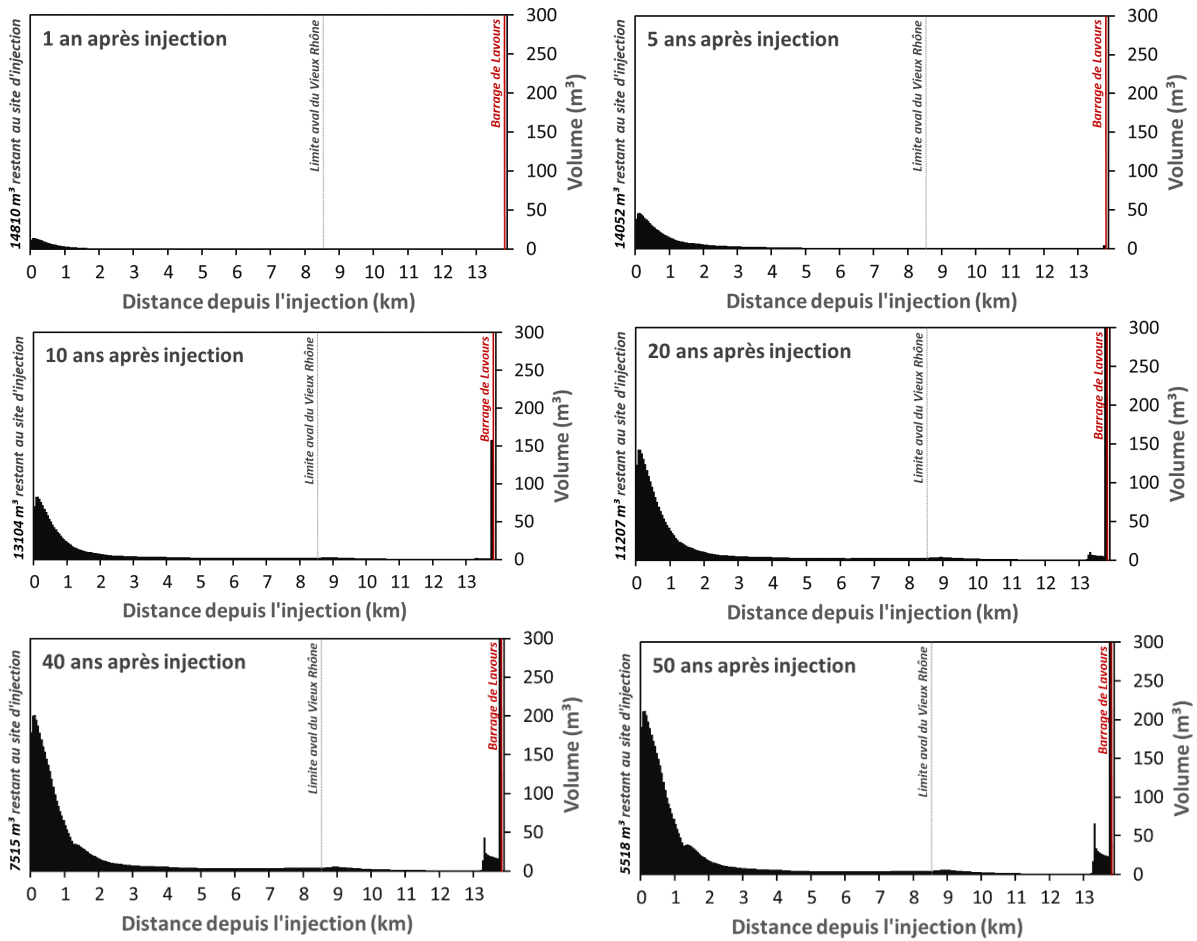 1 an après injection
14810 m³ restant au site d'injection
Limite aval du Vieux Rhône
Barrage de Lavours
300
250
200
150
100
50
0
Volume (m³)
0 1 2 3 4 5 6 7 8 9 10 11 12 13
Distance depuis l'injection (km)
5 ans après injection
14052 m³ restant au site d'injection
Limite aval du Vieux Rhône
Barrage de Lavours
300
250
200
150
100
50
0
Volume (m³)
0 1 2 3 4 5 6 7 8 9 10 11 12 13
Distance depuis l'injection (km)
10 ans après injection
13104 m³ restant au site d'injection
Limite aval du Vieux Rhône
Barrage de Lavours
300
250
200
150
100
50
0
Volume (m³)
0 1 2 3 4 5 6 7 8 9 10 11 12 13
Distance depuis l'injection (km)
20 ans après injection
11207 m³ restant au site d'injection
Limite aval du Vieux Rhône
Barrage de Lavours
300
250
200
150
100
50
0
Volume (m³)
0 1 2 3 4 5 6 7 8 9 10 11 12 13
Distance depuis l'injection (km)
40 ans après injection
7515 m³ restant au site d'injection
Limite aval du Vieux Rhône
Barrage de Lavours
300
250
200
150
100
50
0
Volume (m³)
0 1 2 3 4 5 6 7 8 9 10 11 12 13
Distance depuis l'injection (km)
50 ans après injection
5518 m³ restant au site d'injection
Limite aval du Vieux Rhône
Barrage de Lavours
300
250
200
150
100
50
0
Volume (m³)
0 1 2 3 4 5 6 7 8 9 10 11 12 13
Distance depuis l'injection (km)